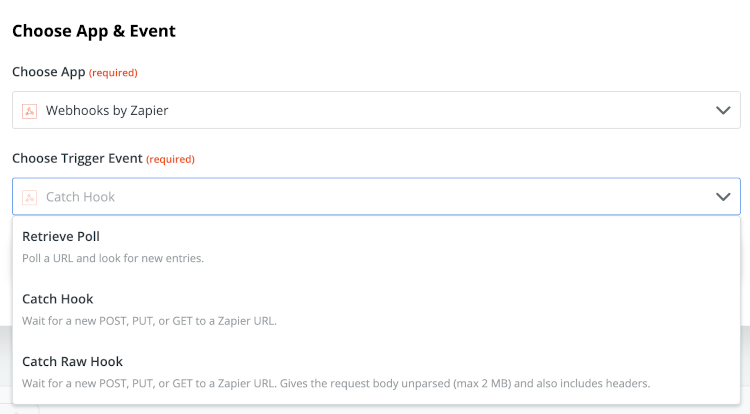 Choose App & Event
Choose App (required)
Webhooks by Zapier
Choose Trigger Event (required)
Catch Hook
Retrieve Poll
Poll a URL and look for new entries.
Catch Hook
Wait for a new POST, PUT, or GET to a Zapier URL.
Catch Raw Hook
Wait for a new POST, PUT, or GET to a Zapier URL. Gives the request body unparsed (max 2 MB) and also includes headers.